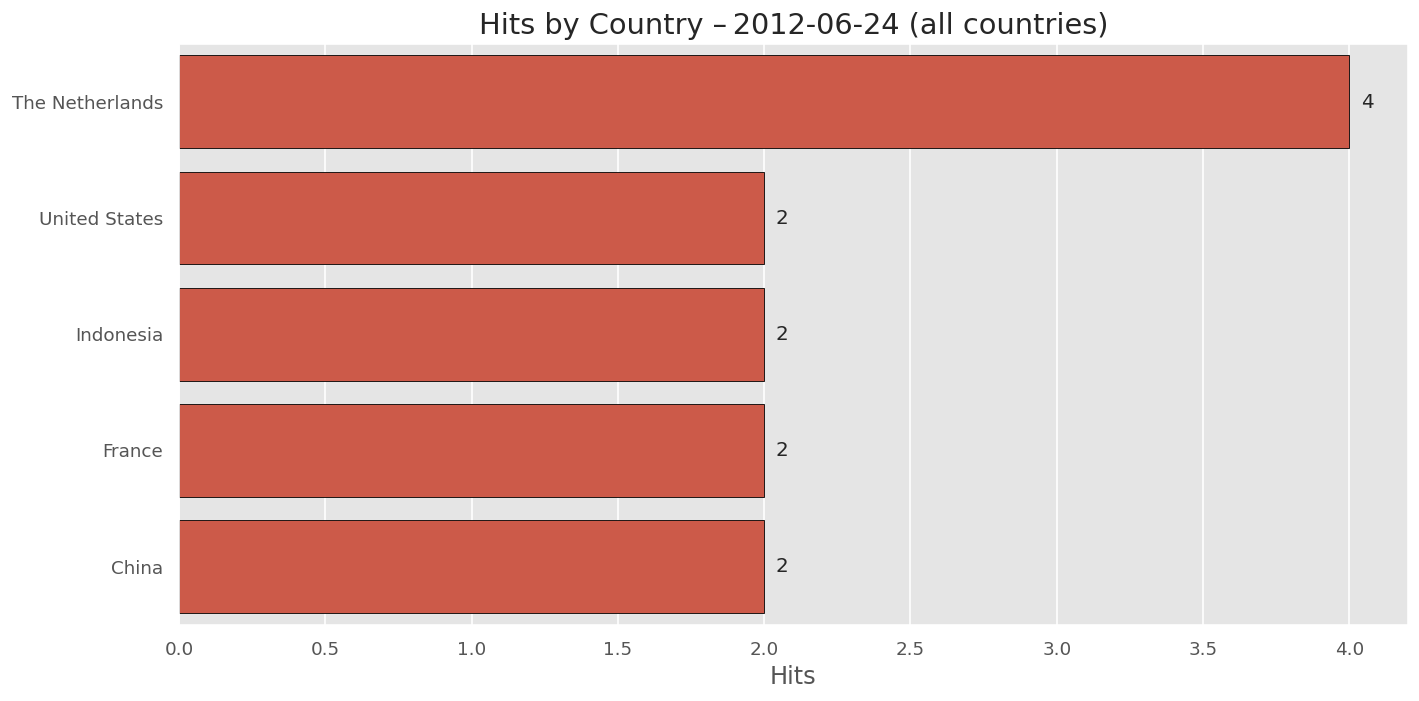 Hits by Country – 2012-06-24 (all countries)
The Netherlands 4
United States 2
Indonesia 2
France 2
China 2
0.0 0.5 1.0 1.5 2.0 2.5 3.0 3.5 4.0
Hits